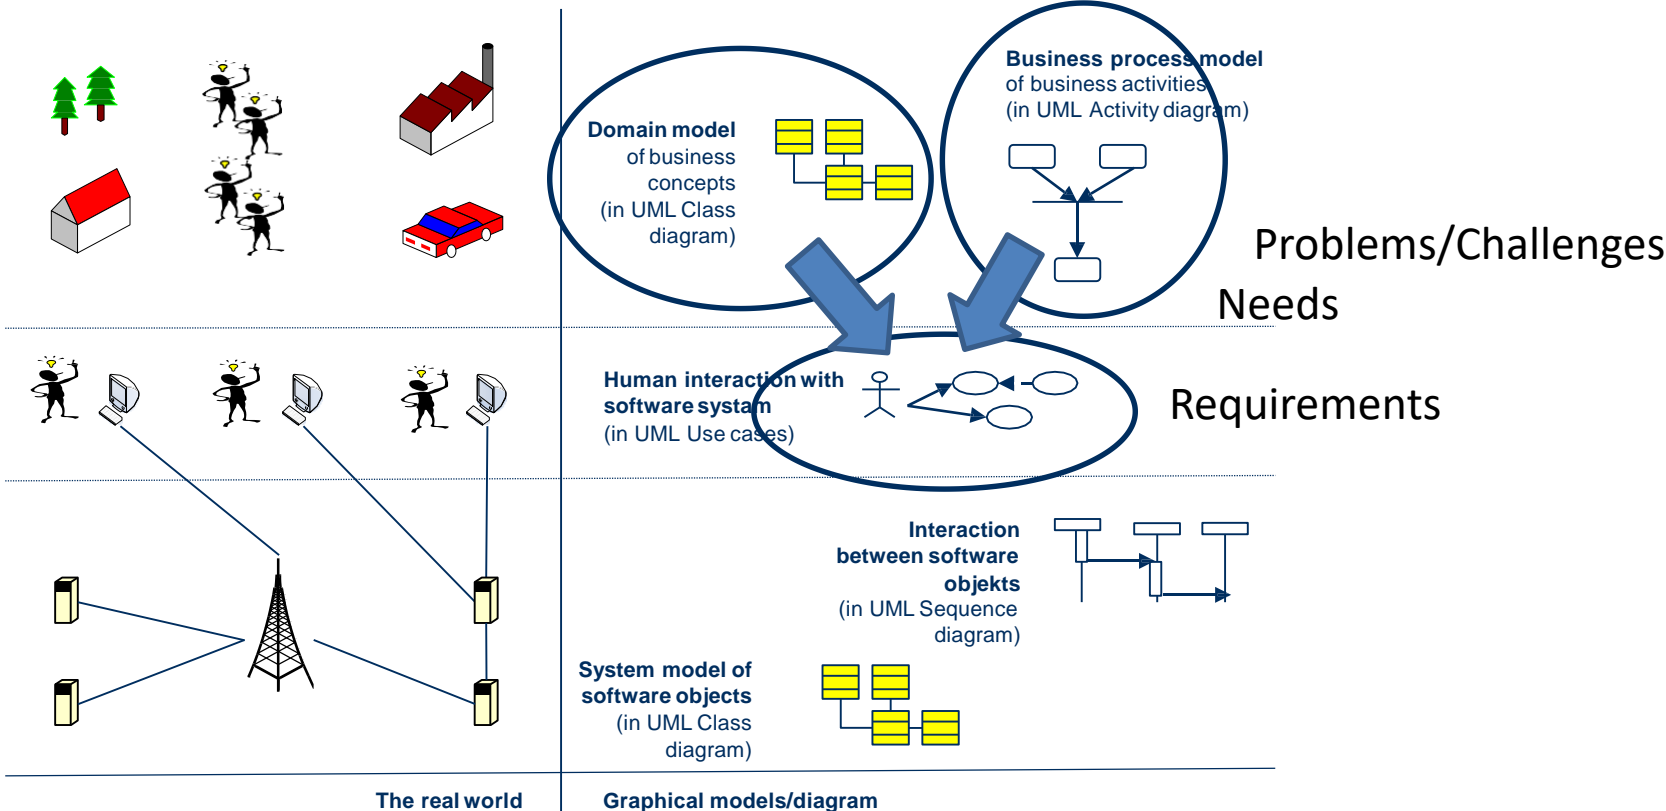 Business process model
of business activities
(in UML Activity diagram)
Domain model
of business
concepts
(in UML Class
diagram)
Problems/Challenges
Needs
Human interaction with
software systam
(in UML Use cases)
Requirements
Interaction
between software
objekts
(in UML Sequence
diagram)
System model of
software objects
(in UML Class
diagram)
The real world
Graphical models/diagram